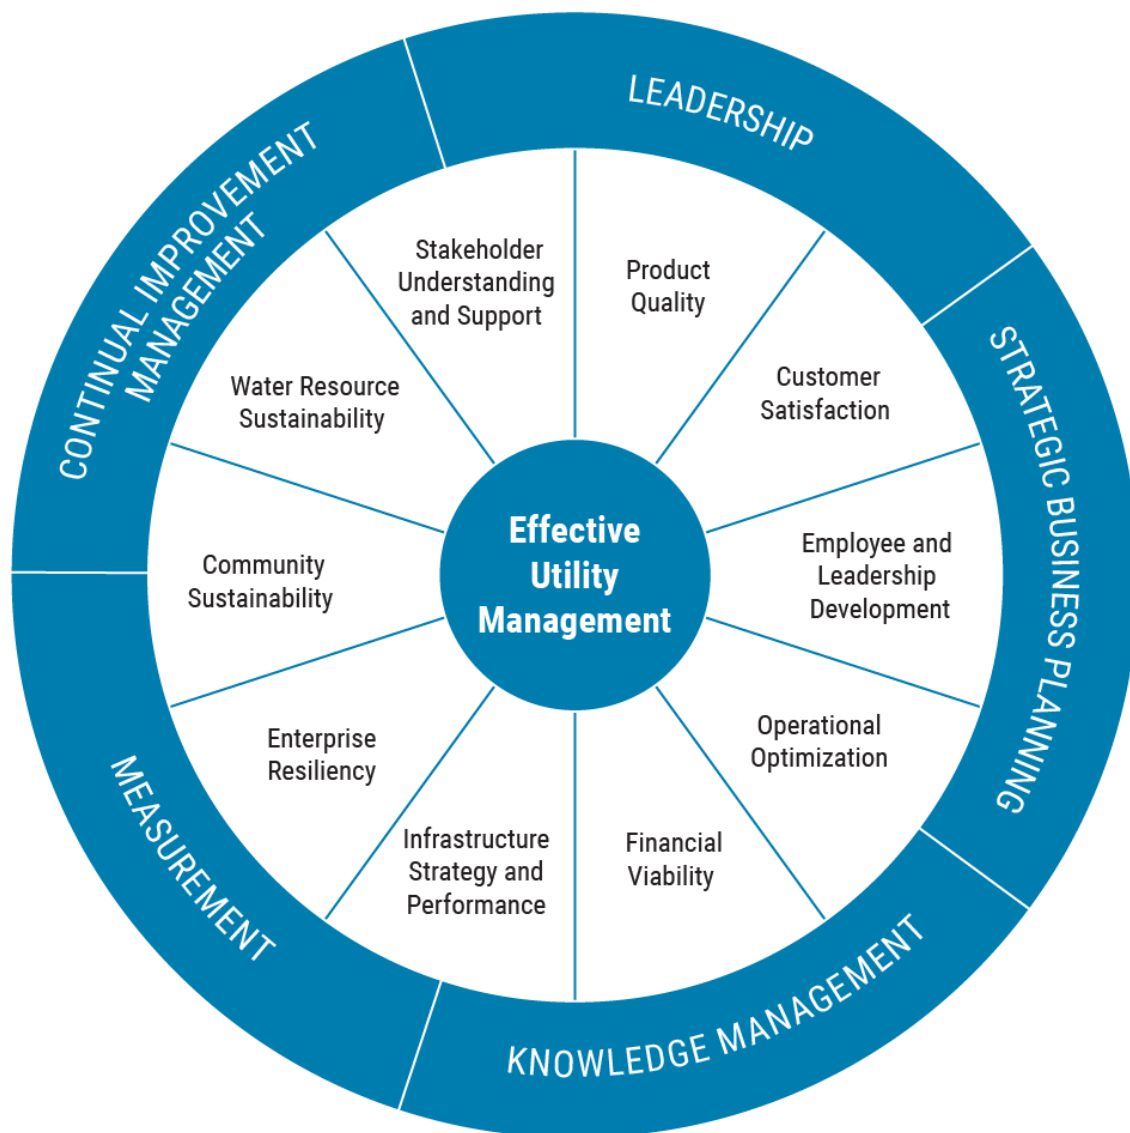 LEADERSHIP
STRATEGIC BUSINESS PLANNING
KNOWLEDGE MANAGEMENT
MEASUREMENT
CONTINUAL IMPROVEMENT
MANAGEMENT
Product
Quality
Customer
Satisfaction
Employee and
Leadership
Development
Operational
Optimization
Financial
Viability
Infrastructure
Strategy and
Performance
Enterprise
Resiliency
Community
Sustainability
Water Resource
Sustainability
Stakeholder
Understanding
and Support
Effective
Utility
Management